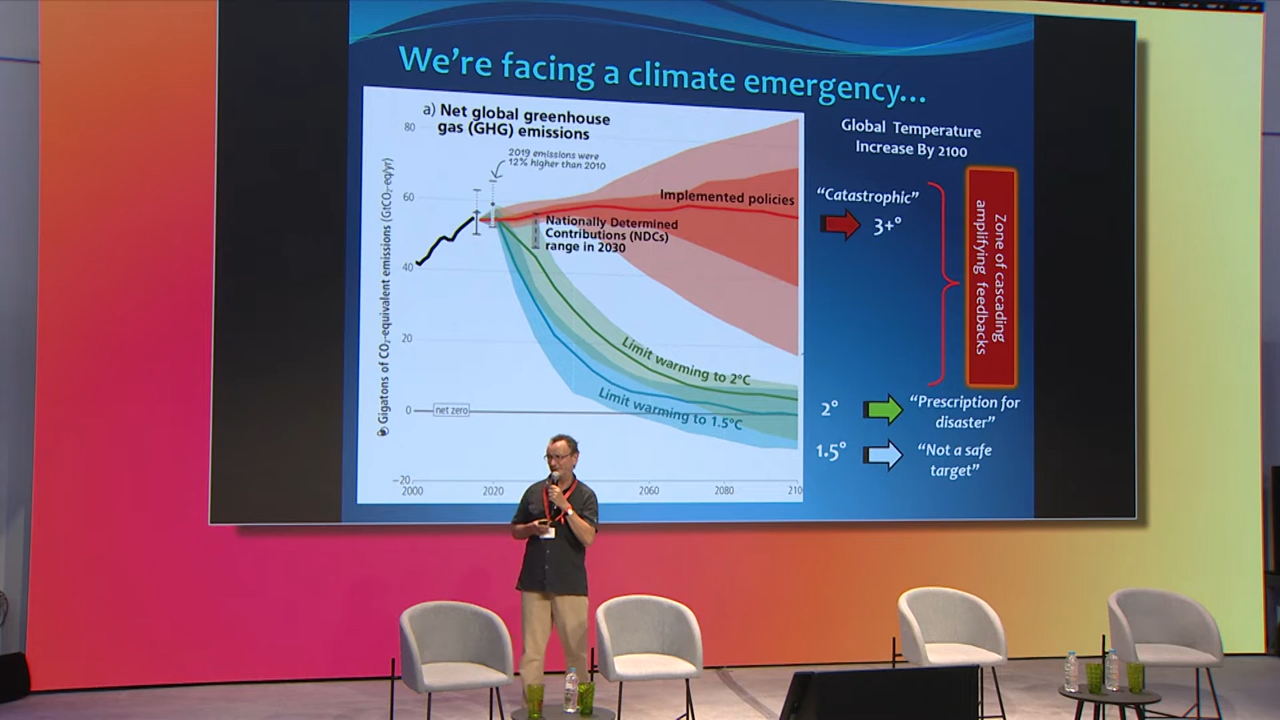 We're facing a climate emergency...
a) Net global greenhouse
gas (GHG) emissions
80
60
40
20
0
net zero
−20
2000
2020
2060
2080
210
Gigatons of CO₂-equivalent emissions (GtCO₂-eq/yr)
2019 emissions were
12% higher than 2010
Implemented policies
Nationally Determined
Contributions (NDCs)
range in 2030
Limit warming to 2°C
Limit warming to 1.5°C
Global Temperature
Increase By 2100
“Catastrophic”
3+°
Zone of cascading
amplifying feedbacks
2°
“Prescription for
disaster”
1.5°
“Not a safe
target”